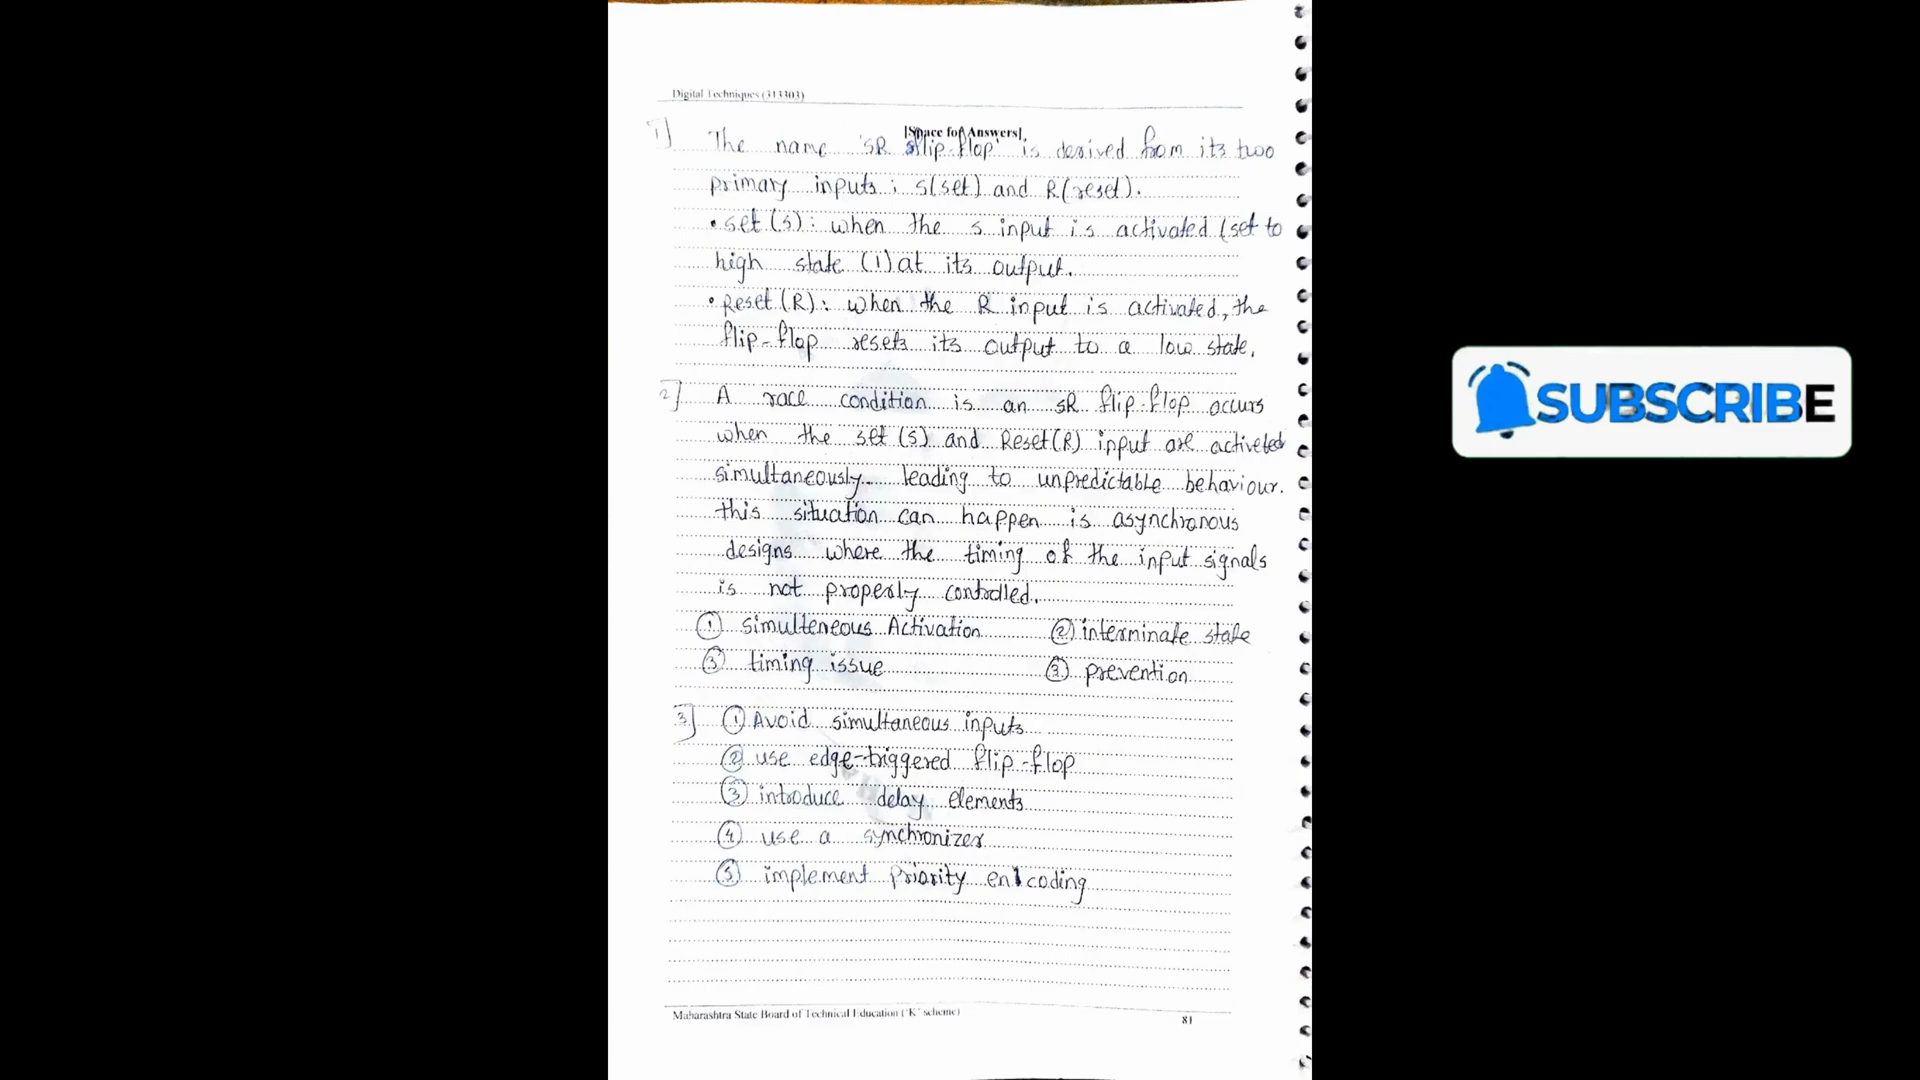 Digital Techniques (313303)
[Space for Answers]
1] The name 'SR flip-flop' is derived from its two
primary inputs : S(set) and R(reset).
• set (s) : when the s input is activated (set to
high state (1) at its output.
• Reset (R) : when the R input is activated, the
flip-flop resets its output to a low state.
2] A race condition is an SR flip-flop occurs
when the set (s) and Reset(R) input are activeted
simultaneously leading to unpredictable behaviour.
this situation can happen is asynchronous
designs where the timing of the input signals
is not properly controlled.
① simulteneous Activation ② interminate state
③ timing issue ③ prevention
3] ① Avoid simultaneous inputs
② use edge-triggered flip-flop
③ introduce delay elements
④ use a synchronizer
⑤ implement priority encoding
Maharashtra State Board of Technical Education ('K' scheme)
81
SUBSCRIBE